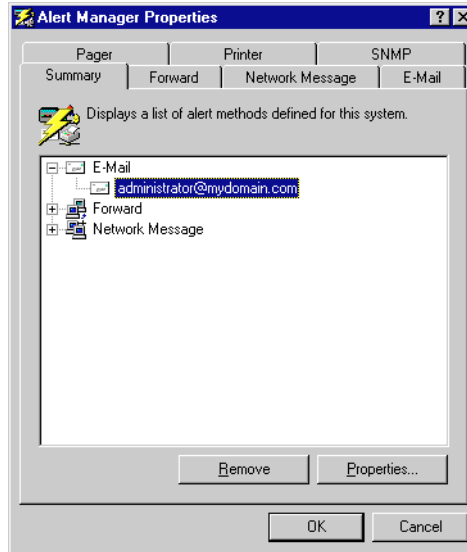 Alert Manager Properties
Pager Printer SNMP
Summary Forward Network Message E-Mail
Displays a list of alert methods defined for this system.
E-Mail
administrator@mydomain.com
Forward
Network Message
Remove Properties...
OK Cancel